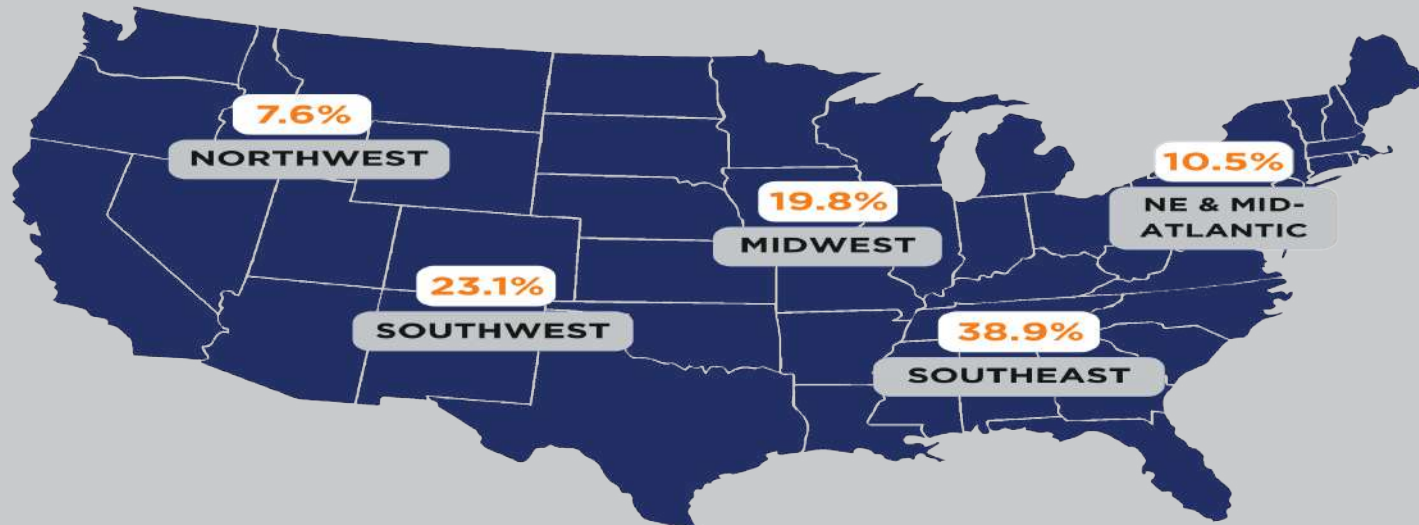 7.6%
NORTHWEST
10.5%
NE & MID-
ATLANTIC
19.8%
MIDWEST
23.1%
SOUTHWEST
38.9%
SOUTHEAST